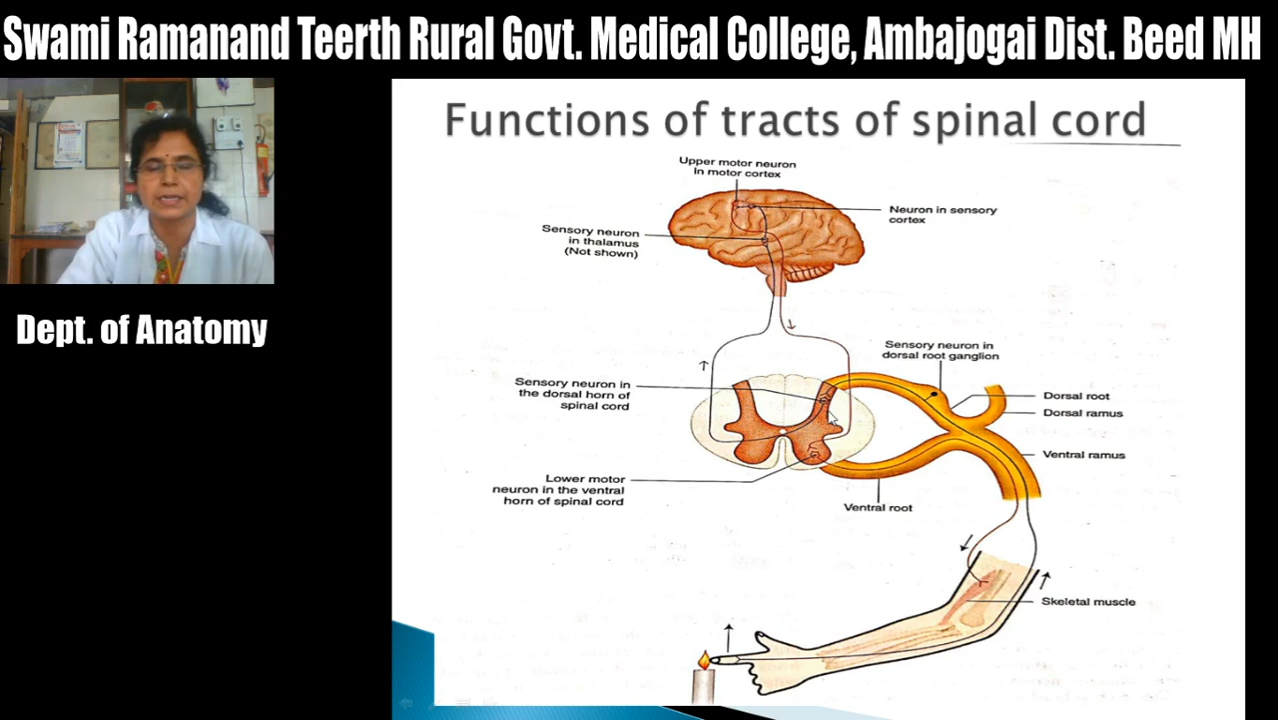 Swami Ramanand Teerth Rural Govt. Medical College, Ambajogai Dist. Beed MH
Dept. of Anatomy
Functions of tracts of spinal cord
Upper motor neuron
In motor cortex
Neuron in sensory
cortex
Sensory neuron
in thalamus
(Not shown)
Sensory neuron in
dorsal root ganglion
Sensory neuron in
the dorsal horn of
spinal cord
Dorsal root
Dorsal ramus
Ventral ramus
Lower motor
neuron in the ventral
horn of spinal cord
Ventral root
Skeletal muscle